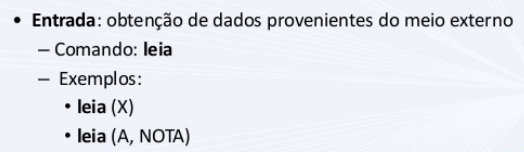 • Entrada: obtenção de dados provenientes do meio externo
– Comando: leia
– Exemplos:
• leia (X)
• leia (A, NOTA)